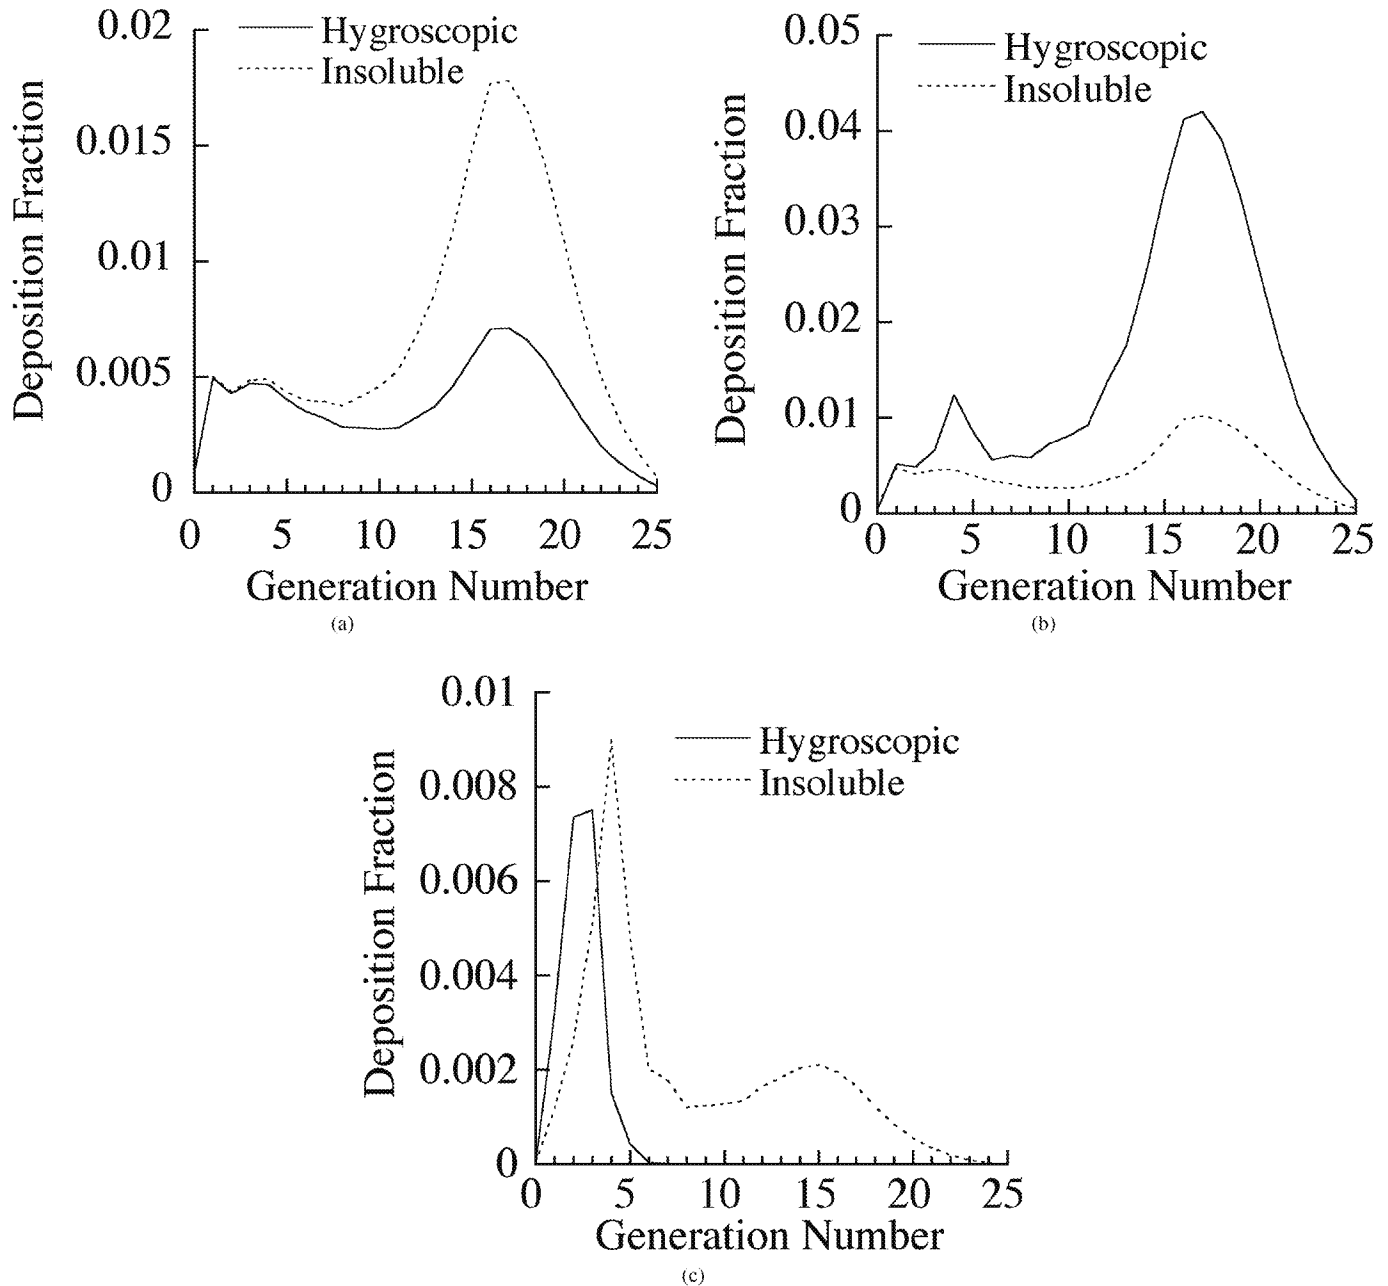 0.02
Hygroscopic
Insoluble
0.015
0.01
0.005
0
Deposition Fraction
0 5 10 15 20 25
Generation Number
(a)
0.05
Hygroscopic
Insoluble
0.04
0.03
0.02
0.01
0
Deposition Fraction
0 5 10 15 20 25
Generation Number
(b)
0.01
Hygroscopic
Insoluble
0.008
0.006
0.004
0.002
0
Deposition Fraction
0 5 10 15 20 25
Generation Number
(c)